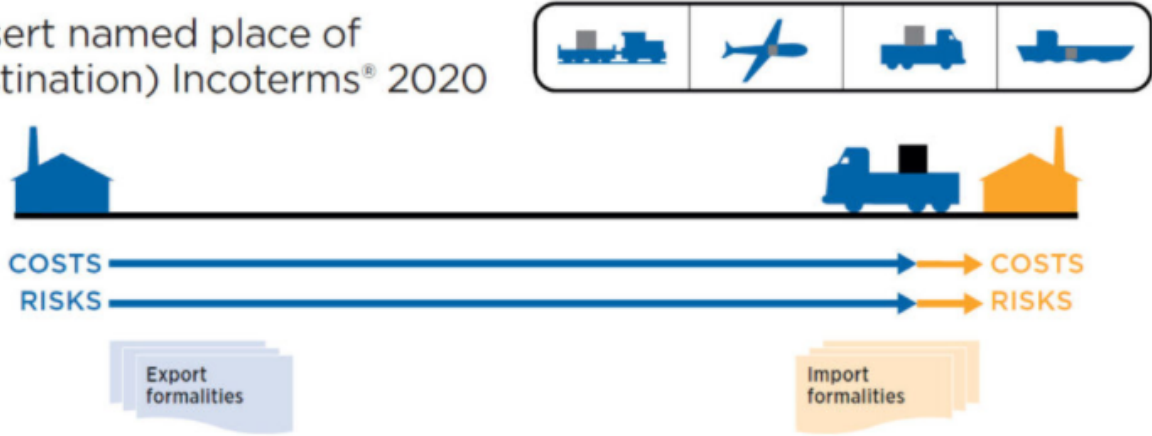 sert named place of
tination) Incoterms® 2020
COSTS COSTS
RISKS RISKS
Export
formalities
Import
formalities